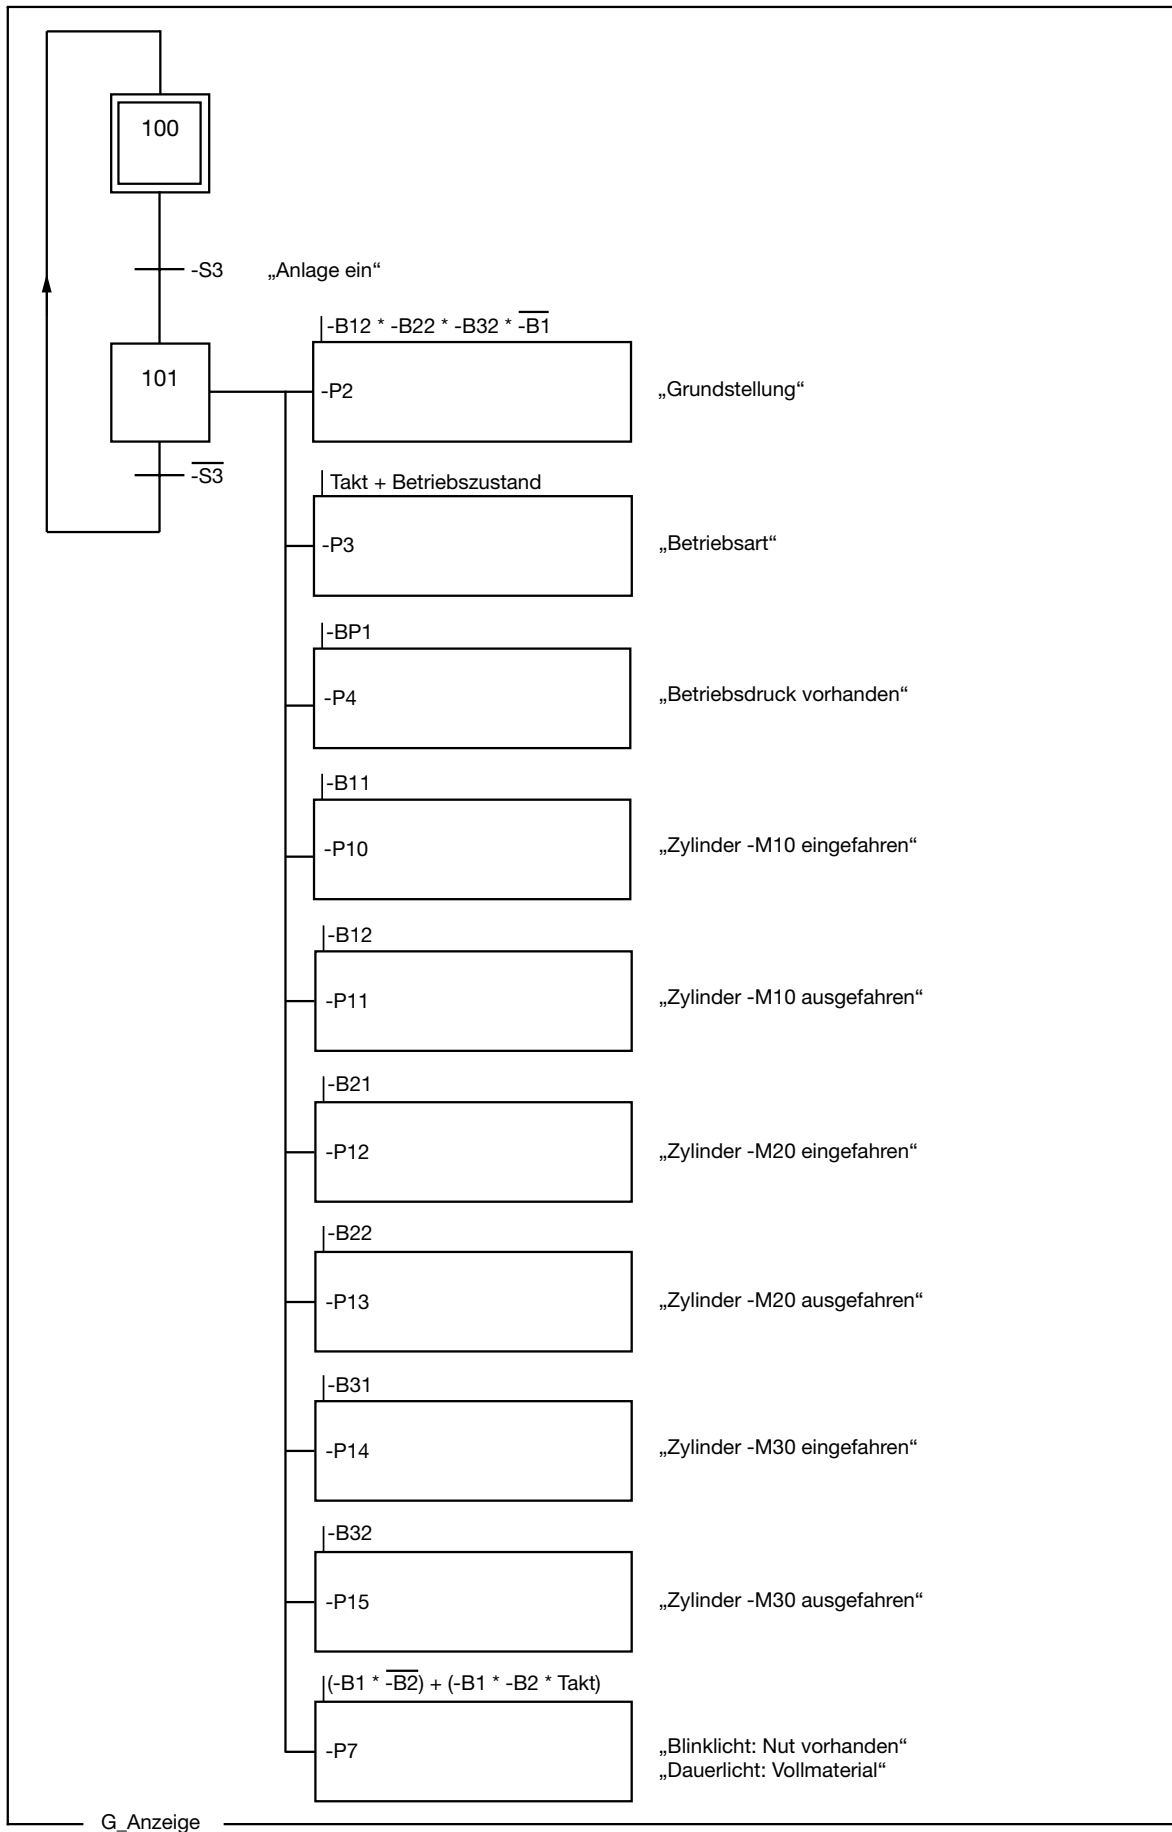 100
-S3 „Anlage ein“
-B12 * -B22 * -B32 * -B̅1̅
101
-P2 „Grundstellung“
-S̅3̅
Takt + Betriebszustand
-P3 „Betriebsart“
-BP1
-P4 „Betriebsdruck vorhanden“
-B11
-P10 „Zylinder -M10 eingefahren“
-B12
-P11 „Zylinder -M10 ausgefahren“
-B21
-P12 „Zylinder -M20 eingefahren“
-B22
-P13 „Zylinder -M20 ausgefahren“
-B31
-P14 „Zylinder -M30 eingefahren“
-B32
-P15 „Zylinder -M30 ausgefahren“
(-B1 * -B̅2̅) + (-B1 * -B2 * Takt)
-P7 „Blinklicht: Nut vorhanden“
„Dauerlicht: Vollmaterial“
G_Anzeige